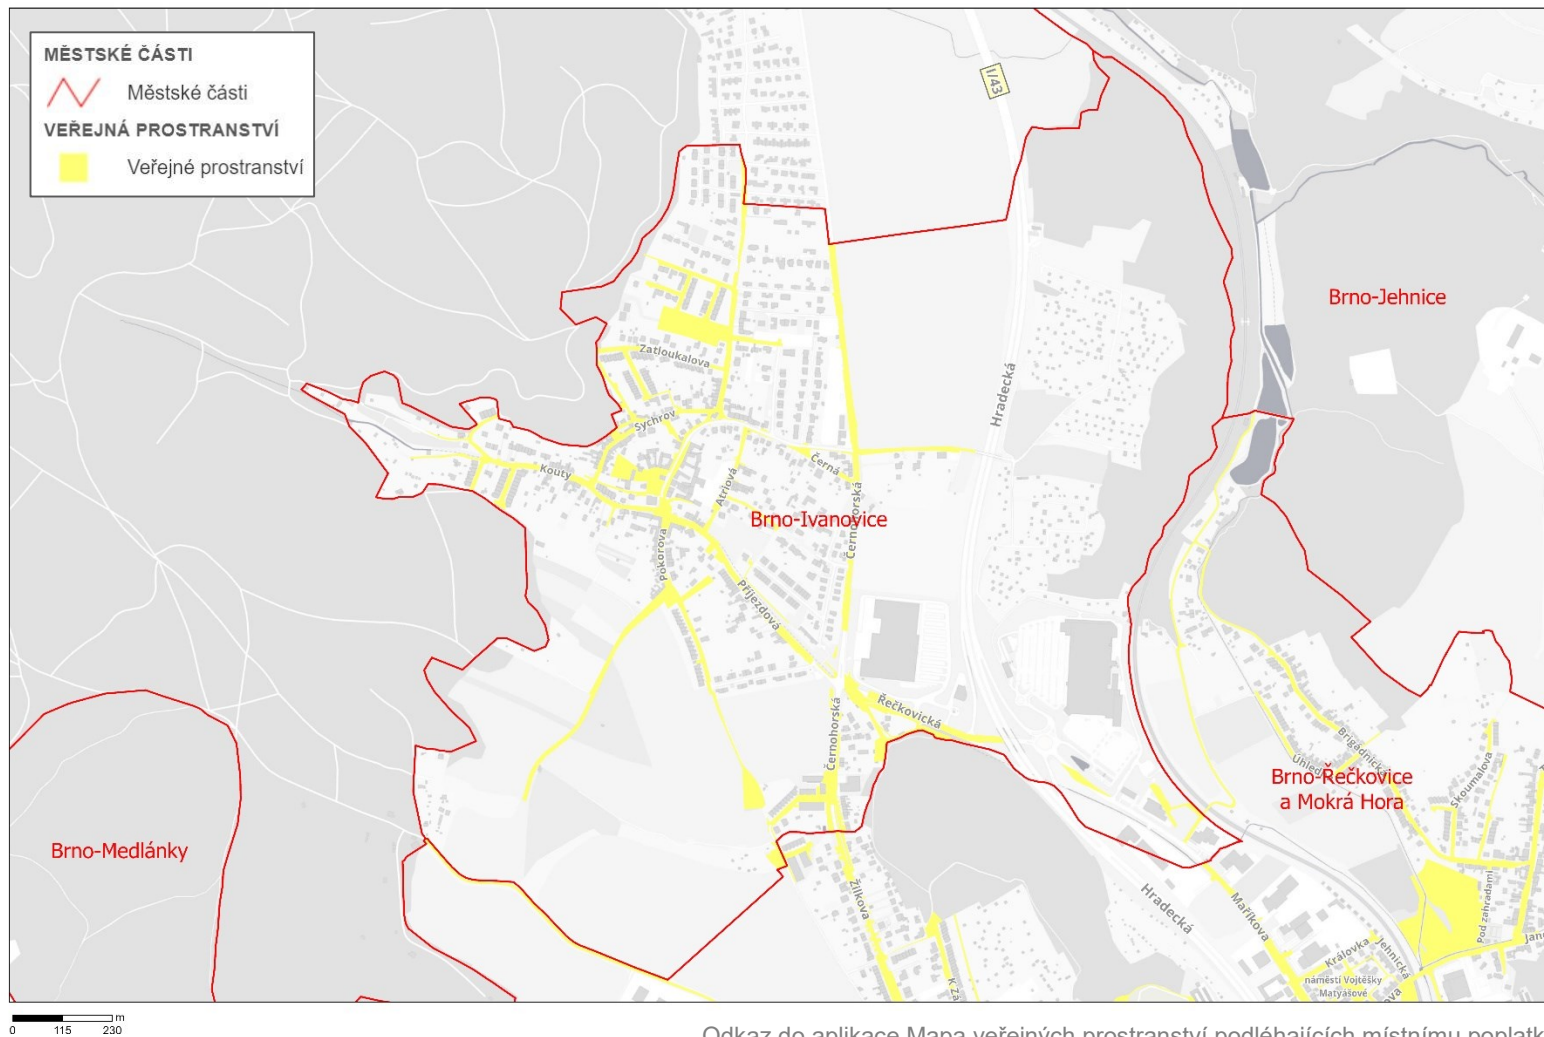 MĚSTSKÉ ČÁSTI
Městské části
VEŘEJNÁ PROSTRANSTVÍ
Veřejné prostranství
I/43
Brno-Jehnice
Zatloukalova
Hradecká
Sychrov
Kouty
Černá
Atriová
Brno-Ivanovice
Černohorská
Pokorova
Příjezdová
Řečkovická
Černohorská
Brigádnická
Skoumalova
Brno-Řečkovice
a Mokrá Hora
Brno-Medlánky
Žilkova
Hradecká
Maříkova
Pod zahradami
Královka
Jehnická
náměstí Vojtěšky
Matyášové
K Zá
0 115 230 m
Odkaz do aplikace Mapa veřejných prostranství podléhajících místnímu poplatk